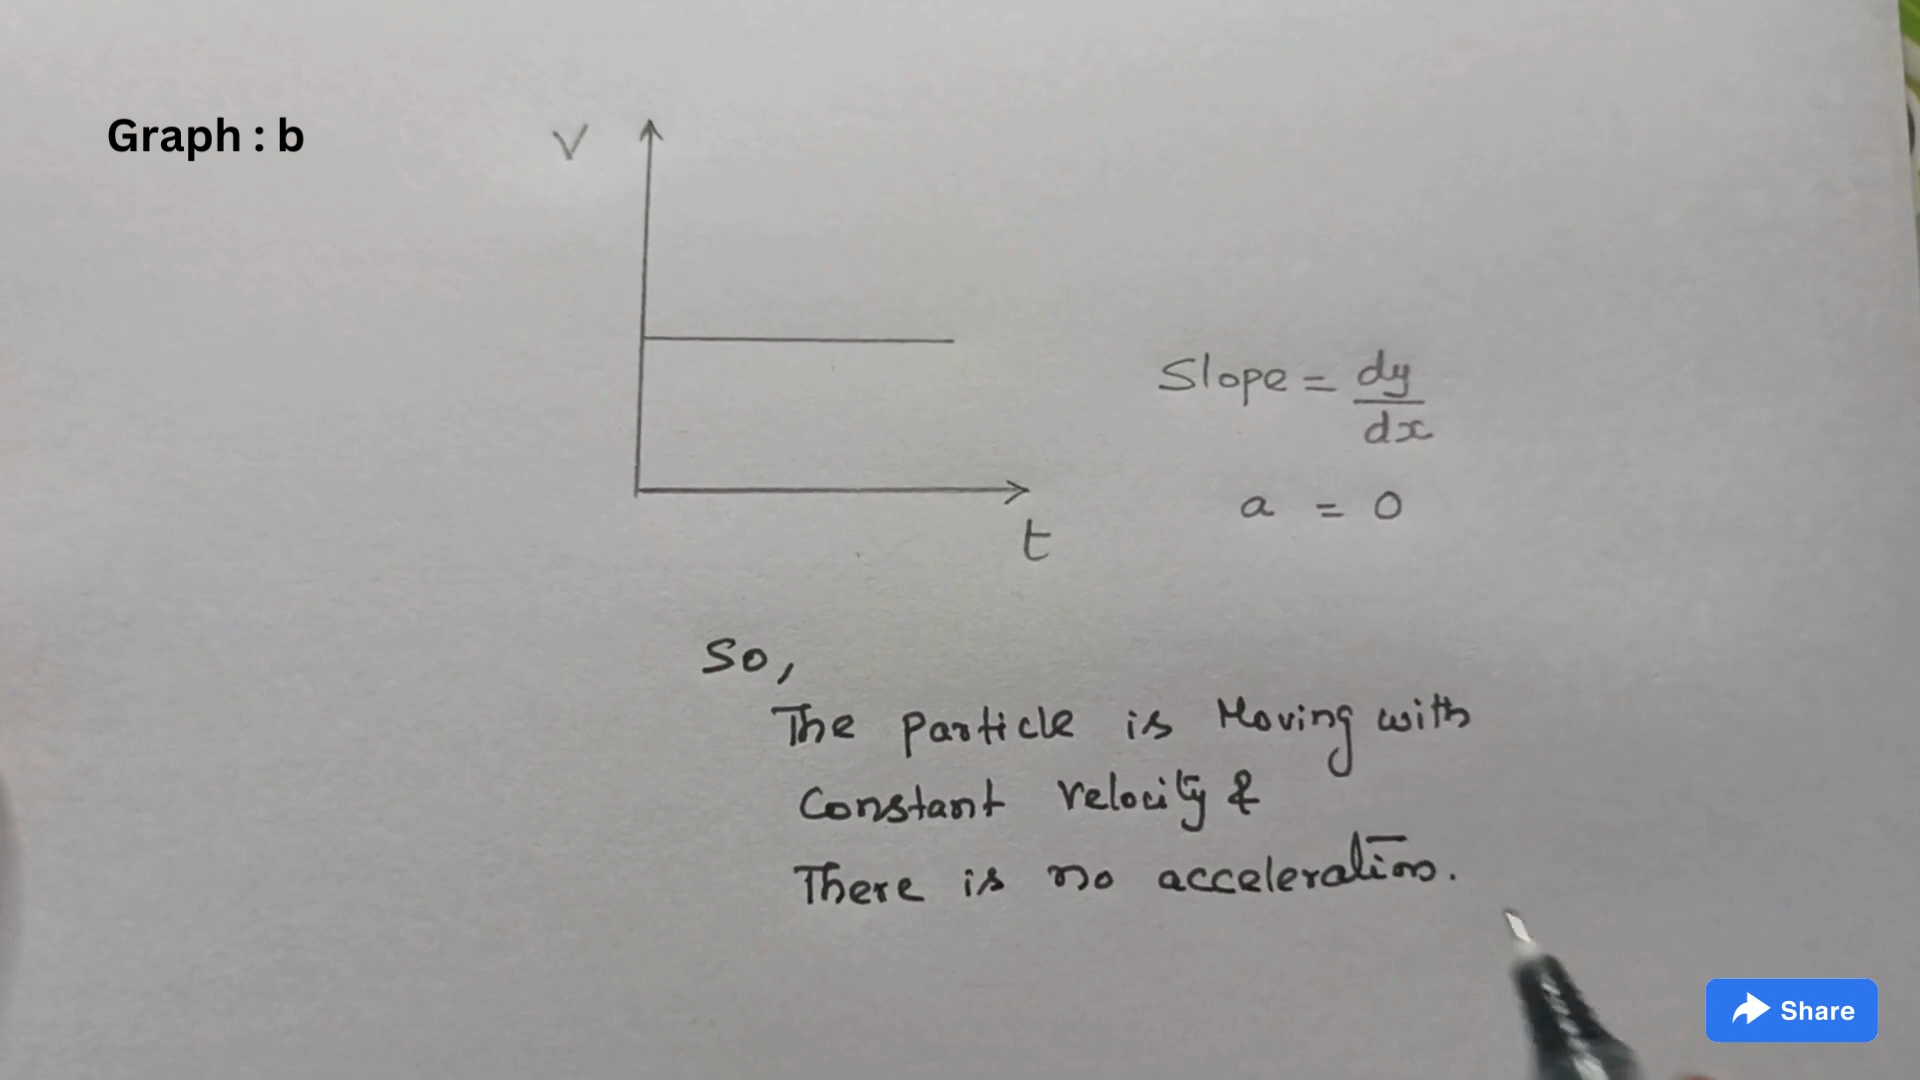 Graph : b
V
Slope = dy/dx
a = 0
t
So,
The particle is Moving with
Constant velocity &
There is no acceleration.
Share